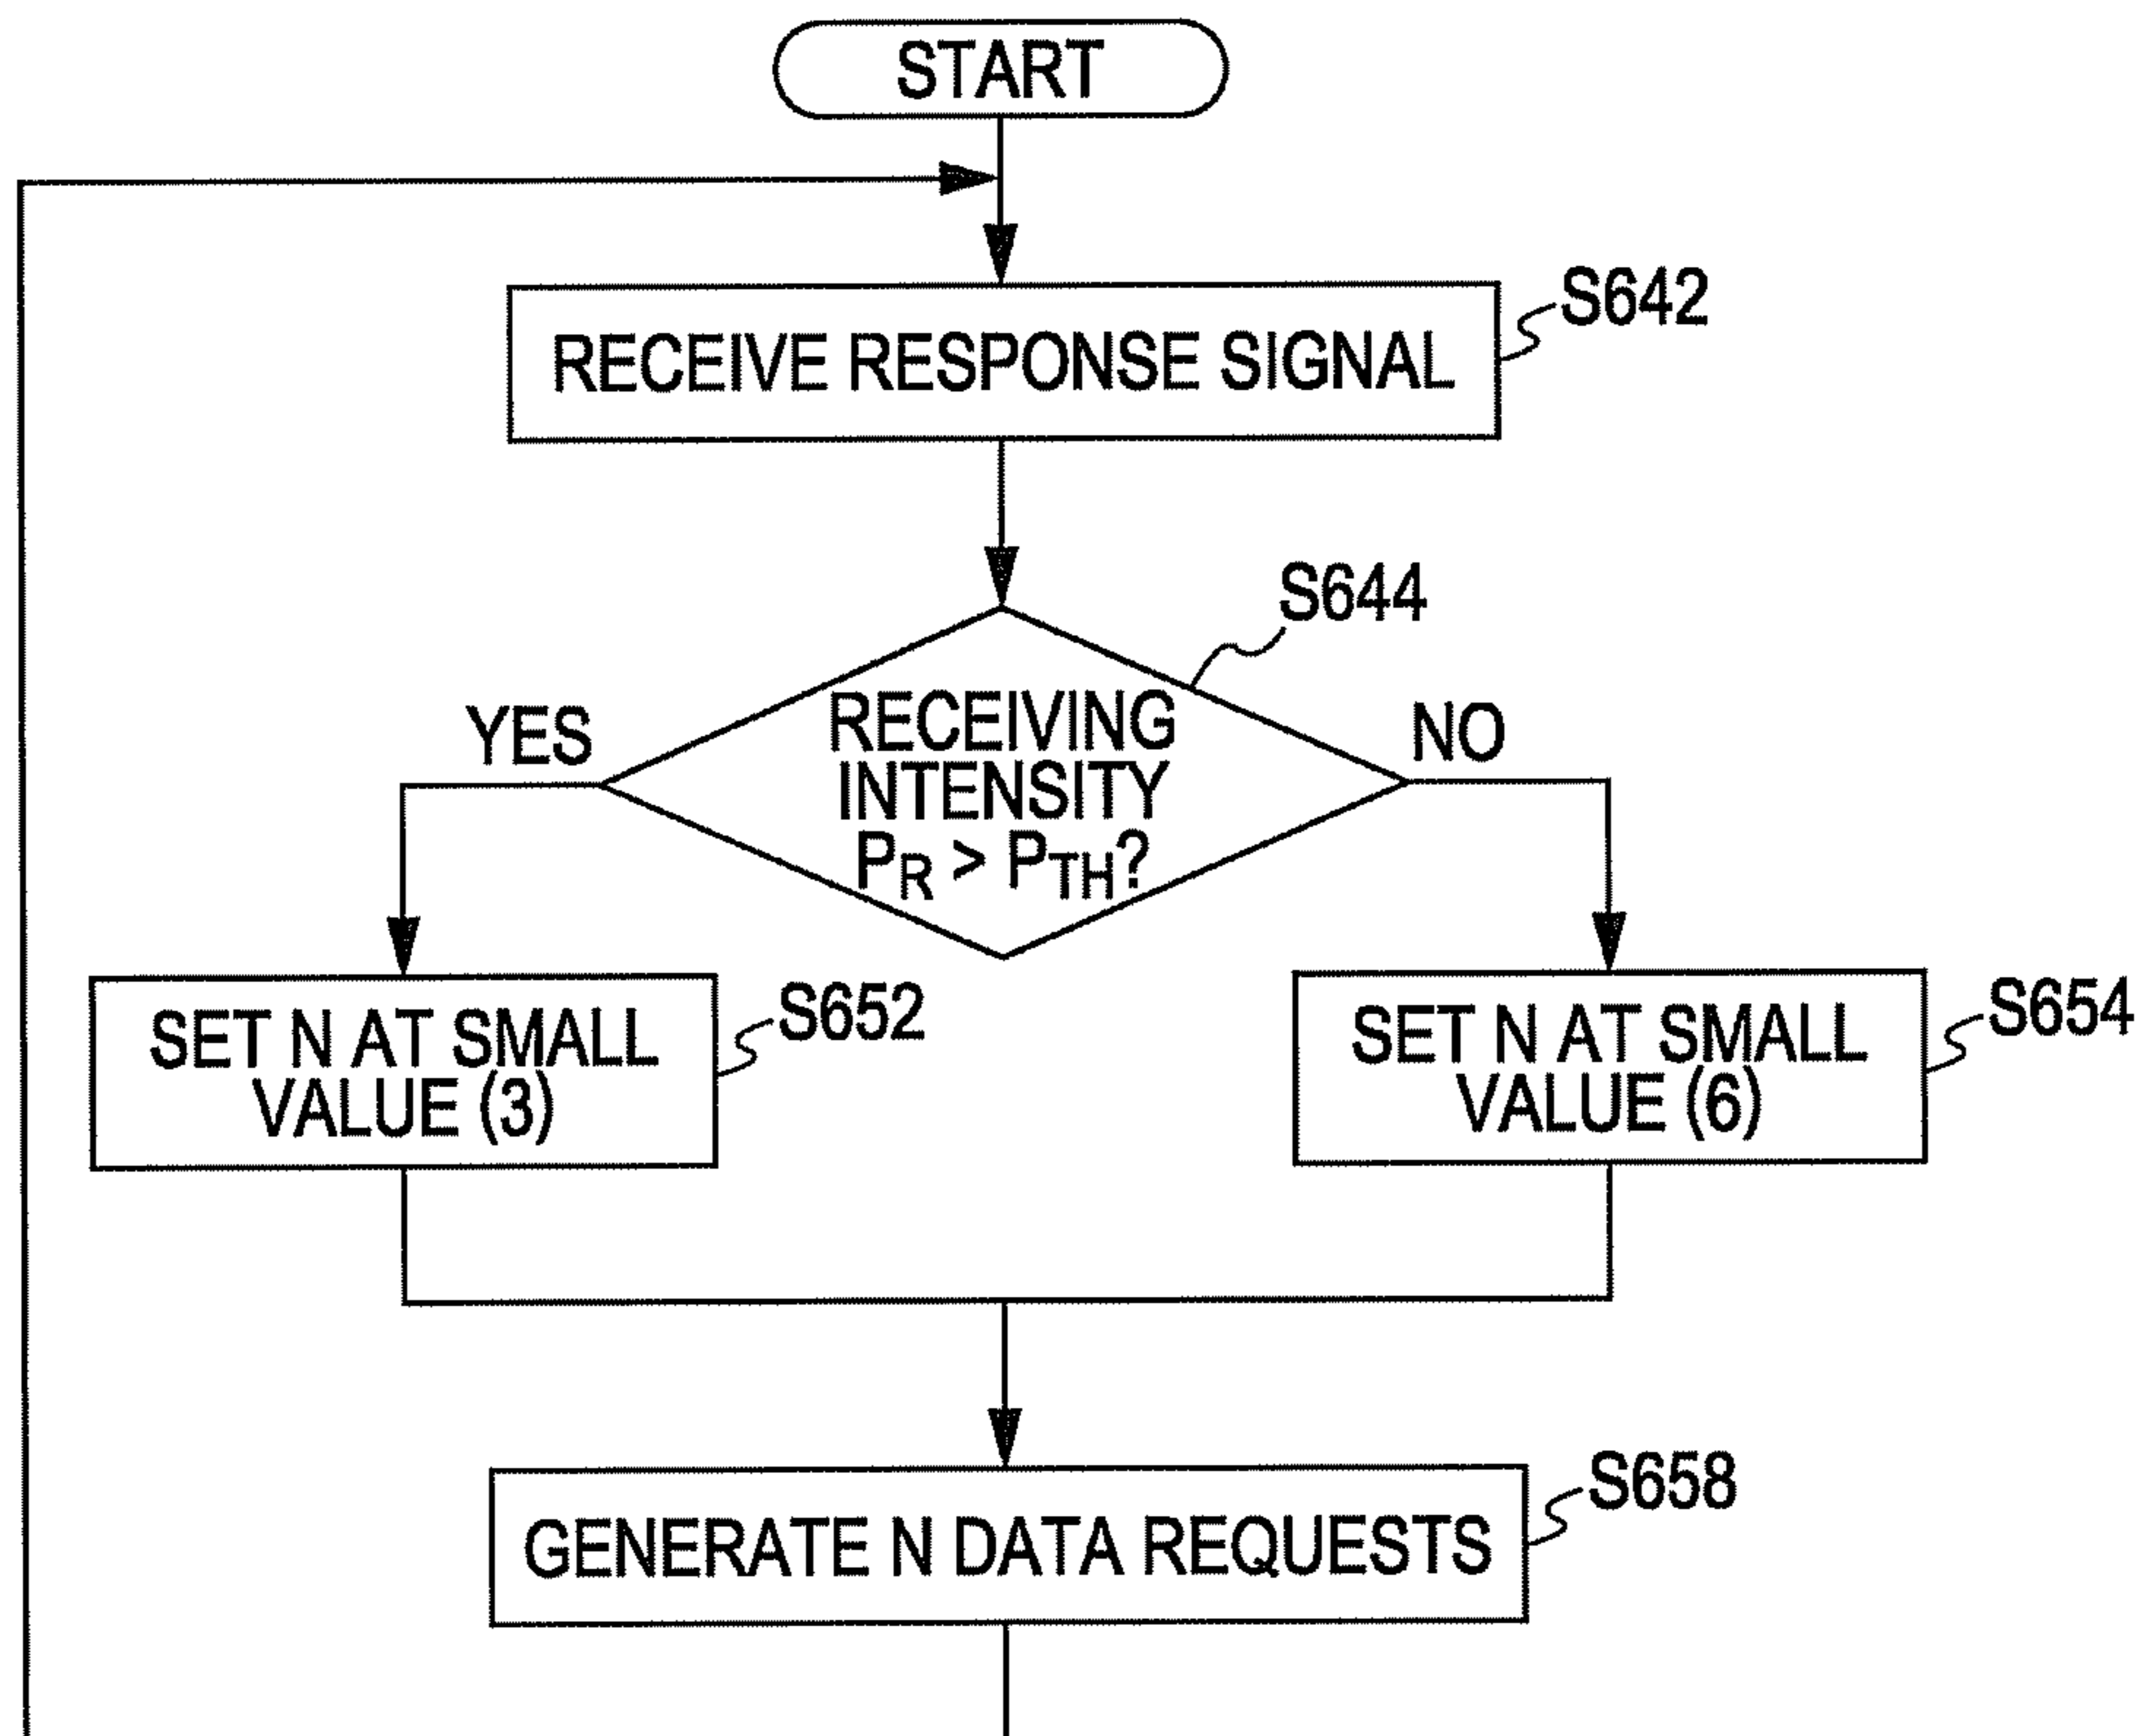 START
RECEIVE RESPONSE SIGNAL
S642
S644
YES
RECEIVING
INTENSITY
PR > PTH?
NO
SET N AT SMALL
VALUE (3)
S652
SET N AT SMALL
VALUE (6)
S654
GENERATE N DATA REQUESTS
S658